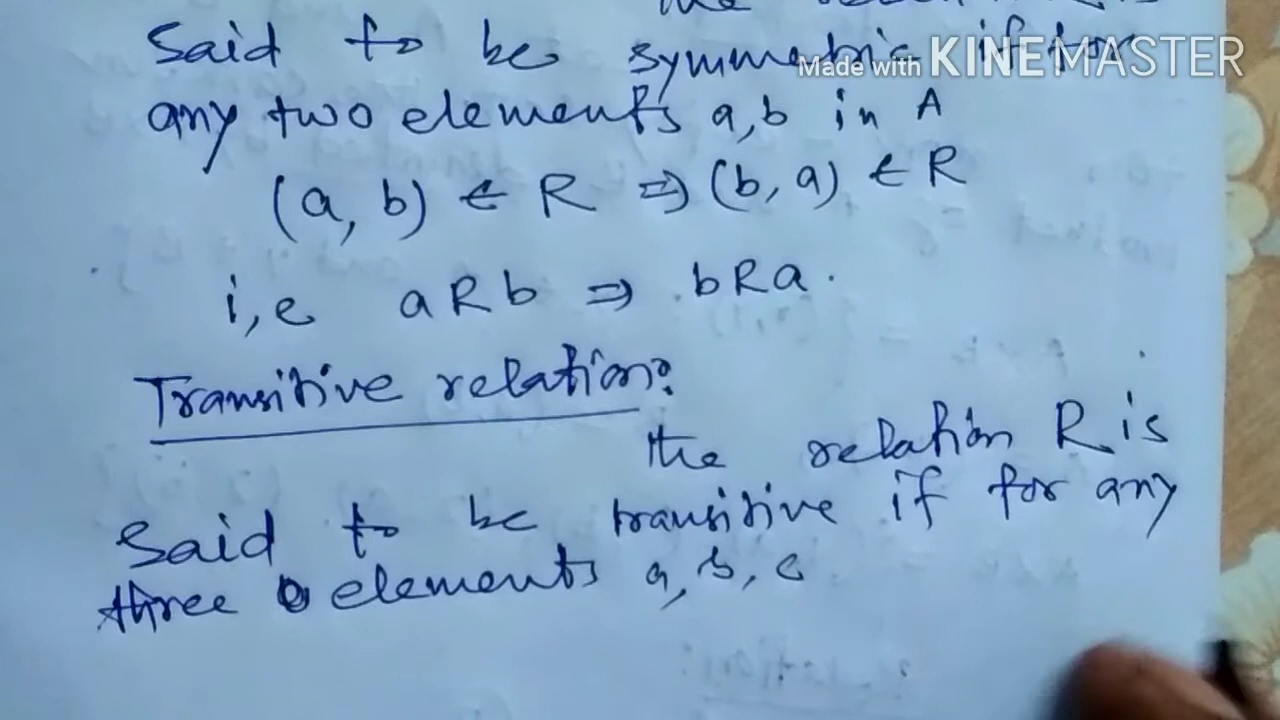 the
Said to be symmetric if for
Made with KINEMASTER
any two elements a,b in A
(a, b) ∈ R ⇒ (b, a) ∈ R
i,e aRb ⇒ bRa.
Transitive relation:
the relation R is
Said to be transitive if for any
three elements a, b, c